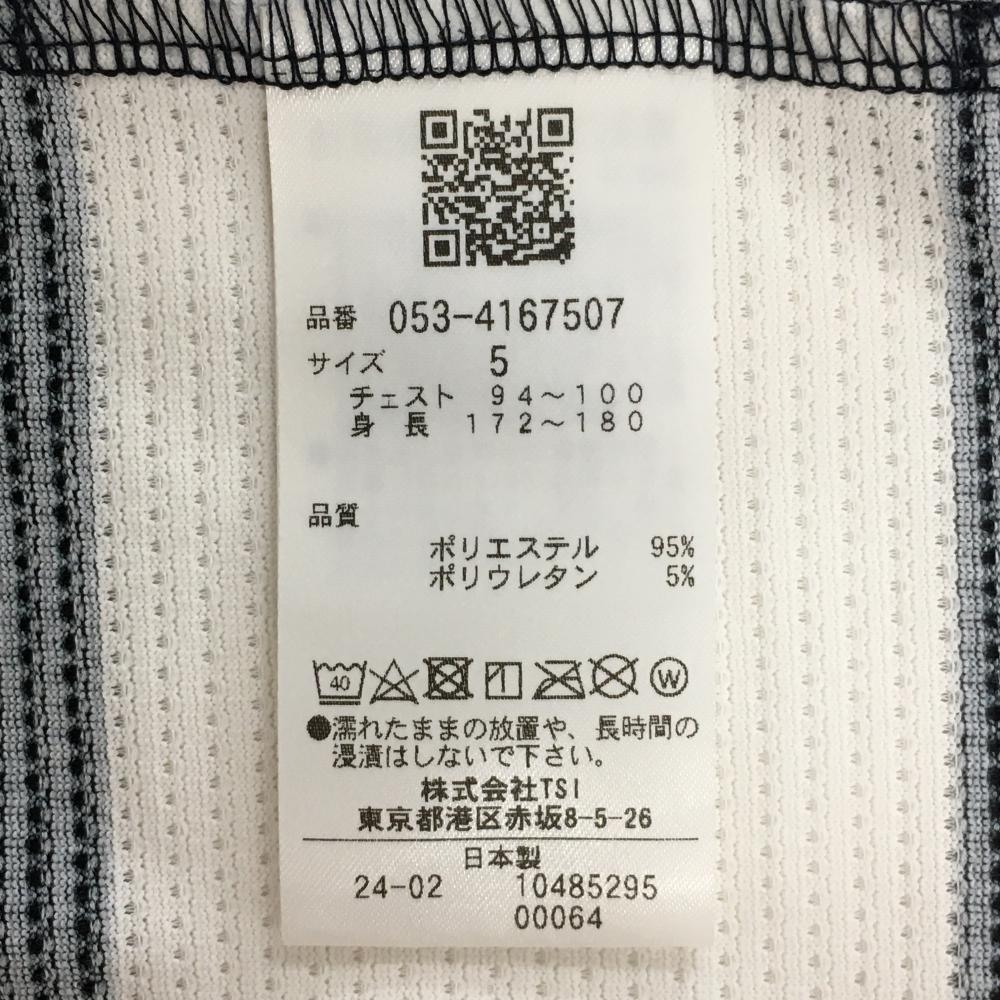 品番 053-4167507
サイズ 5
チェスト 94～100
身長 172～180
品質
ポリエステル 95%
ポリウレタン 5%
40
W
●濡れたままの放置や、長時間の
浸漬はしないで下さい。
株式会社TSI
東京都港区赤坂8-5-26
日本製
24-02 10485295
00064